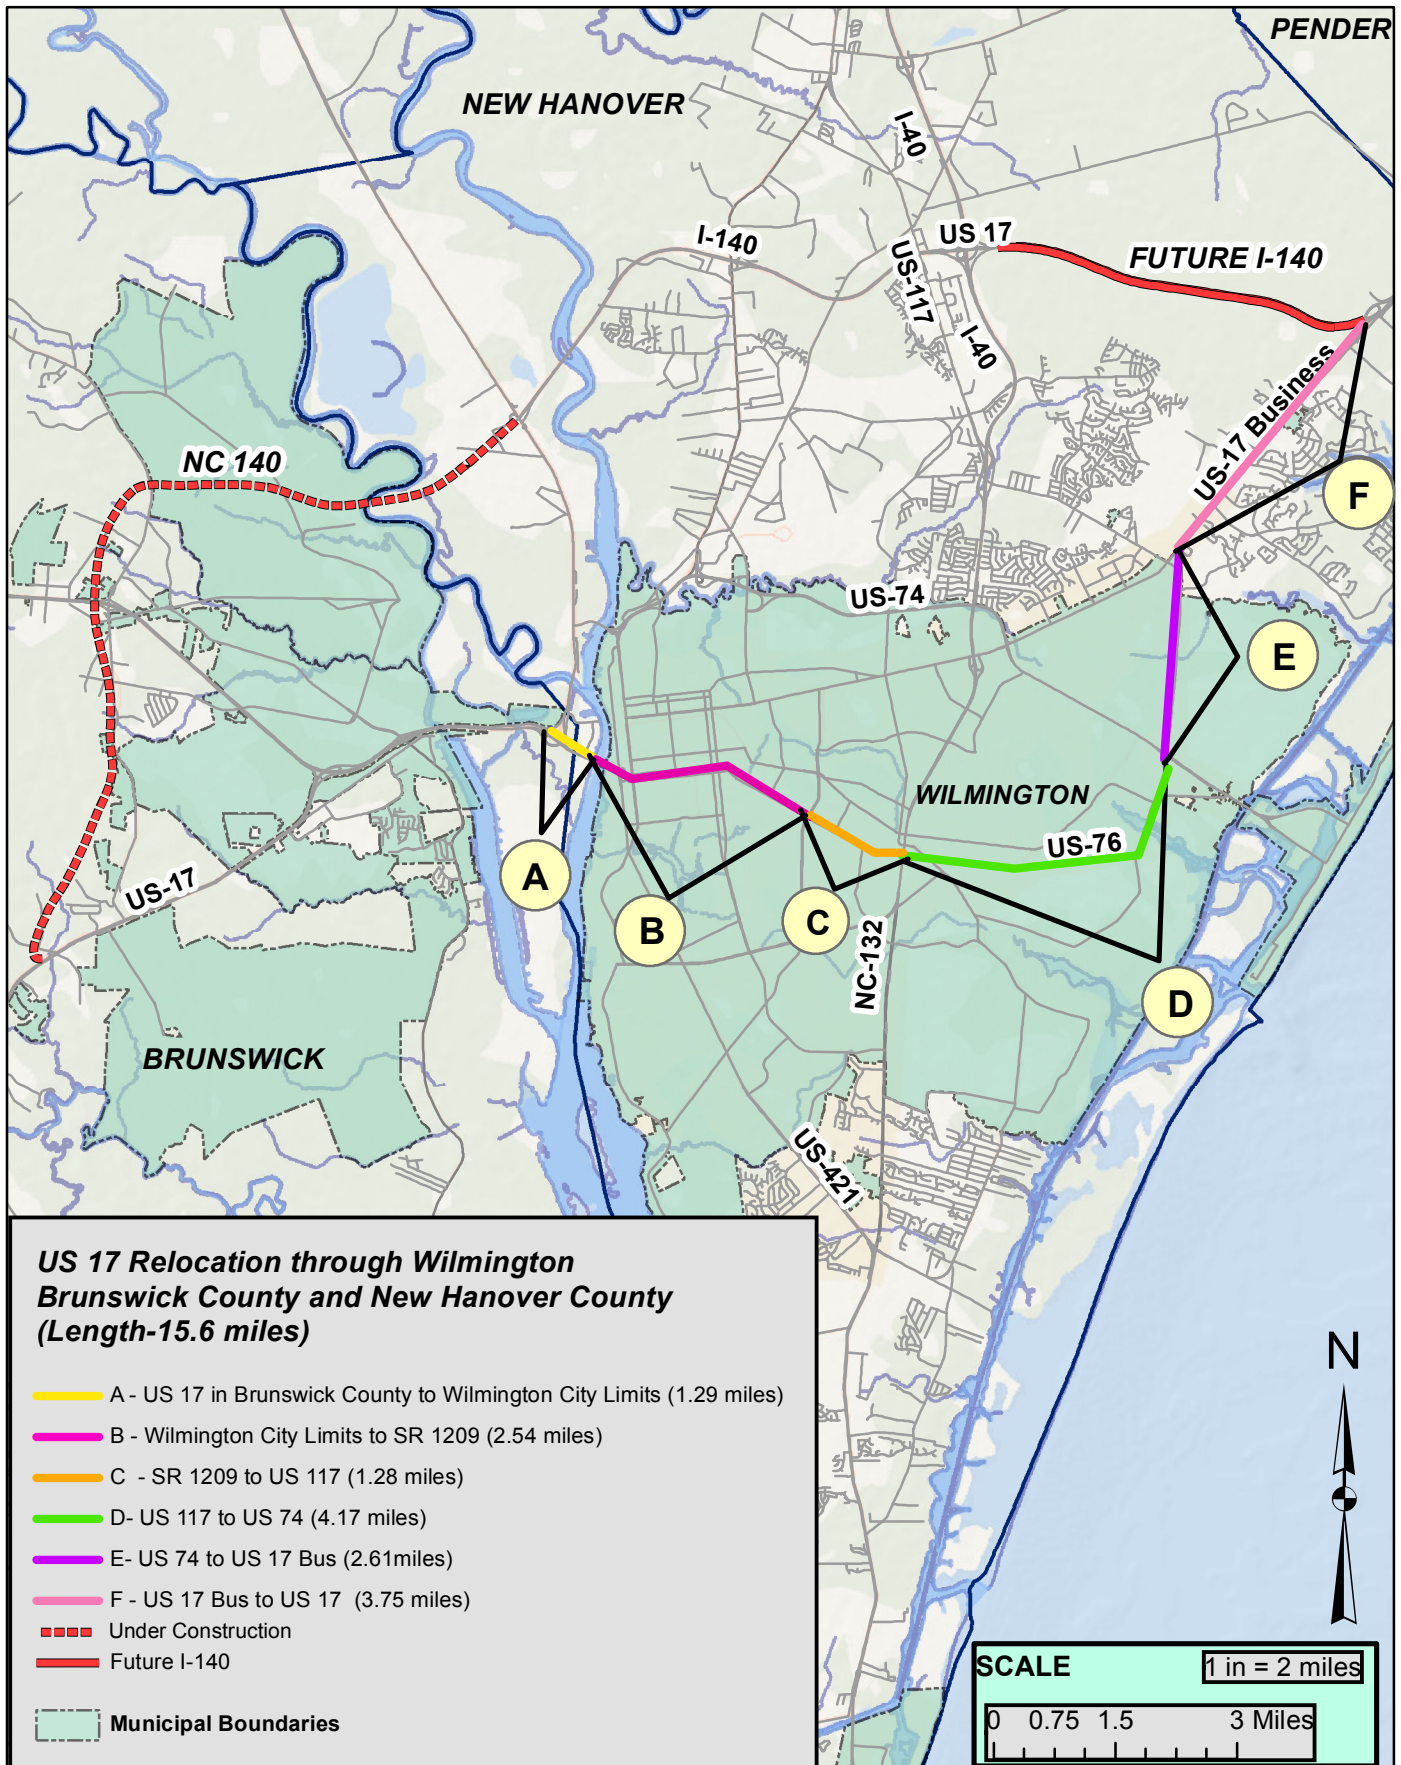 PENDER
NEW HANOVER
I-40
US 17
I-140
FUTURE I-140
US-117
I-40
US-17 Business
NC 140
F
US-74
E
WILMINGTON
US-76
A
US-17
B
C
NC-132
D
BRUNSWICK
US-421
US 17 Relocation through Wilmington
Brunswick County and New Hanover County
(Length-15.6 miles)
A - US 17 in Brunswick County to Wilmington City Limits (1.29 miles)
B - Wilmington City Limits to SR 1209 (2.54 miles)
C - SR 1209 to US 117 (1.28 miles)
D- US 117 to US 74 (4.17 miles)
E- US 74 to US 17 Bus (2.61miles)
F - US 17 Bus to US 17 (3.75 miles)
Under Construction
Future I-140
Municipal Boundaries
N
SCALE
1 in = 2 miles
0 0.75 1.5 3 Miles